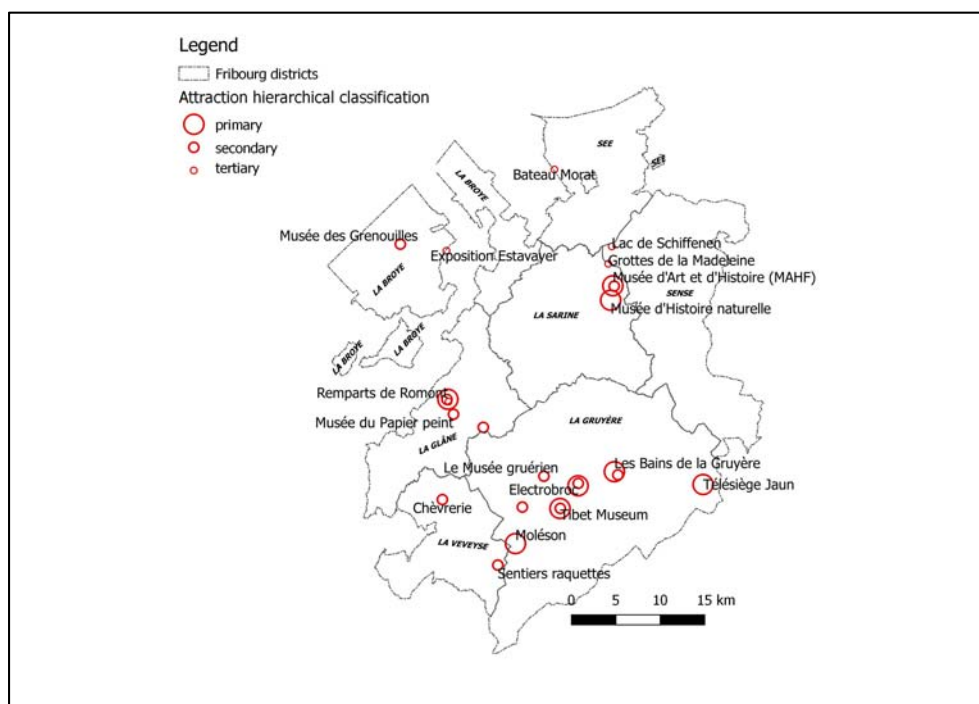 Legend
Fribourg districts
Attraction hierarchical classification
primary
secondary
tertiary
SEE
SEE
Bateau Morat
LA BROYE
Musée des Grenouilles
Exposition Estavayer
Lac de Schiffenen
Grottes de la Madeleine
Musée d'Art et d'Histoire (MAHF)
LA BROYE
SENSE
Musée d'Histoire naturelle
LA SARINE
LA BROYE
LA BROYE
Remparts de Romont
Musée du Papier peint
LA GRUYÈRE
LA GLÂNE
Le Musée gruérien
Les Bains de la Gruyère
Electrobroc
Télésiège Jaun
Chèvrerie
Tibet Museum
Moléson
LA VEVEYSE
Sentiers raquettes
0 5 10 15 km